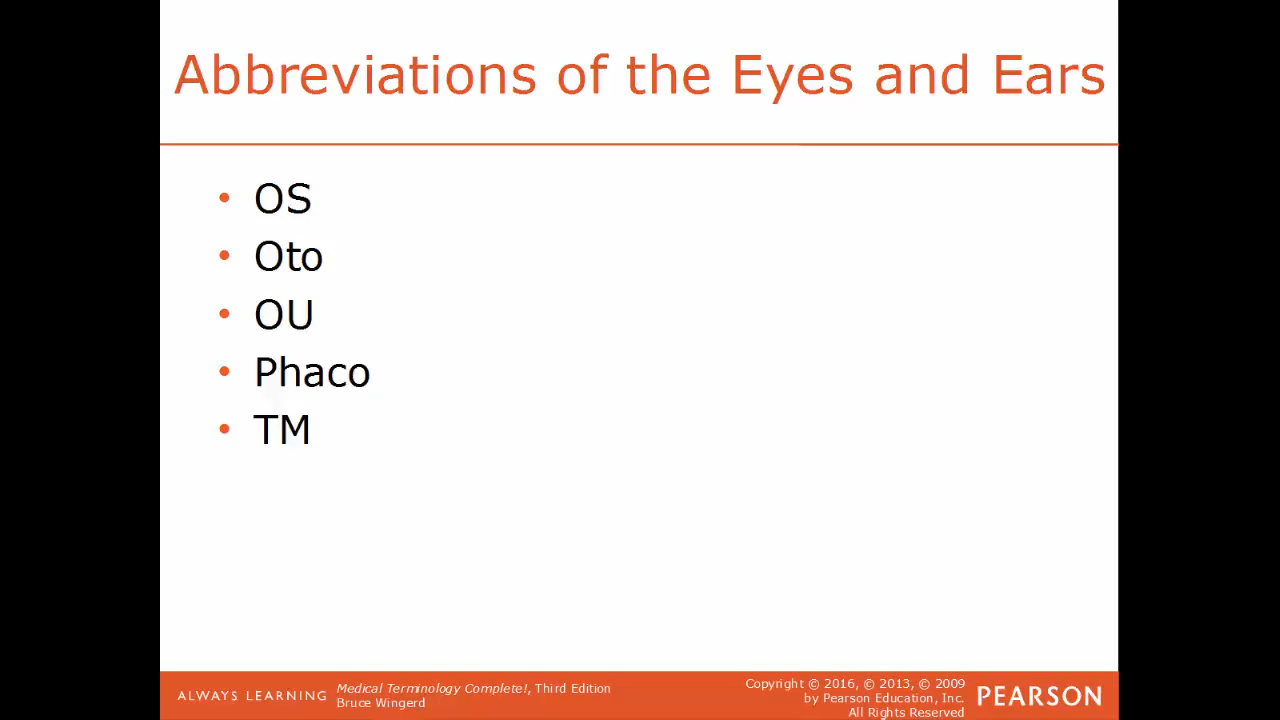 Abbreviations of the Eyes and Ears
• OS
• Oto
• OU
• Phaco
• TM
ALWAYS LEARNING
Medical Terminology Complete!, Third Edition
Bruce Wingerd
Copyright © 2016, © 2013, © 2009
by Pearson Education, Inc.
All Rights Reserved
PEARSON